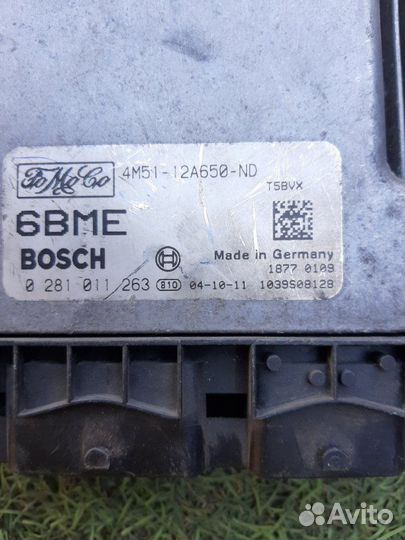 FoMoCo 4M51-12A650-ND
T5BVX
6BME
BOSCH Made in Germany
1877 0109
0 281 011 263 810 04-10-11 1039S08128
Avito